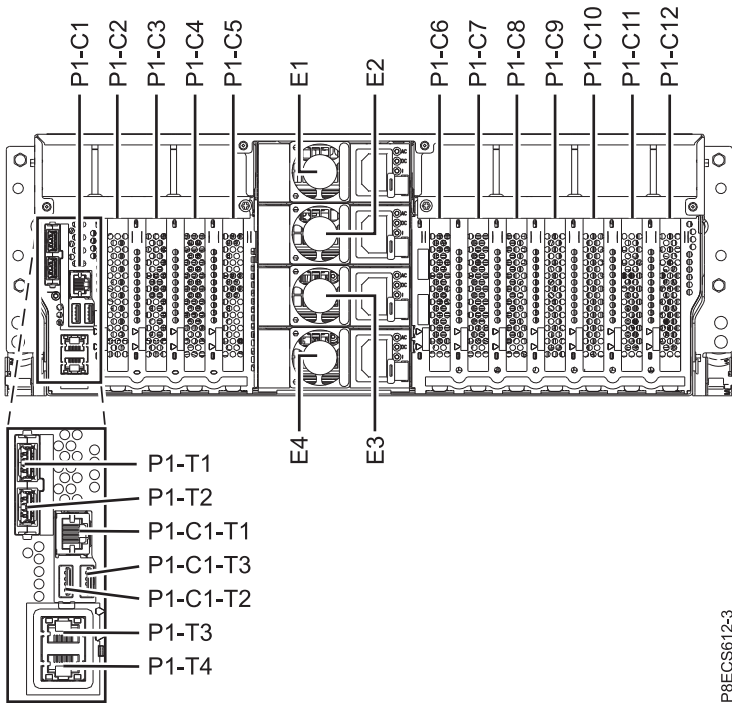 P1-C1
P1-C2
P1-C3
P1-C4
P1-C5
E1
E2
P1-C6
P1-C7
P1-C8
P1-C9
P1-C10
P1-C11
P1-C12
E4
E3
P1-T1
P1-T2
P1-C1-T1
P1-C1-T3
P1-C1-T2
P1-T3
P1-T4
P8ECS612-3